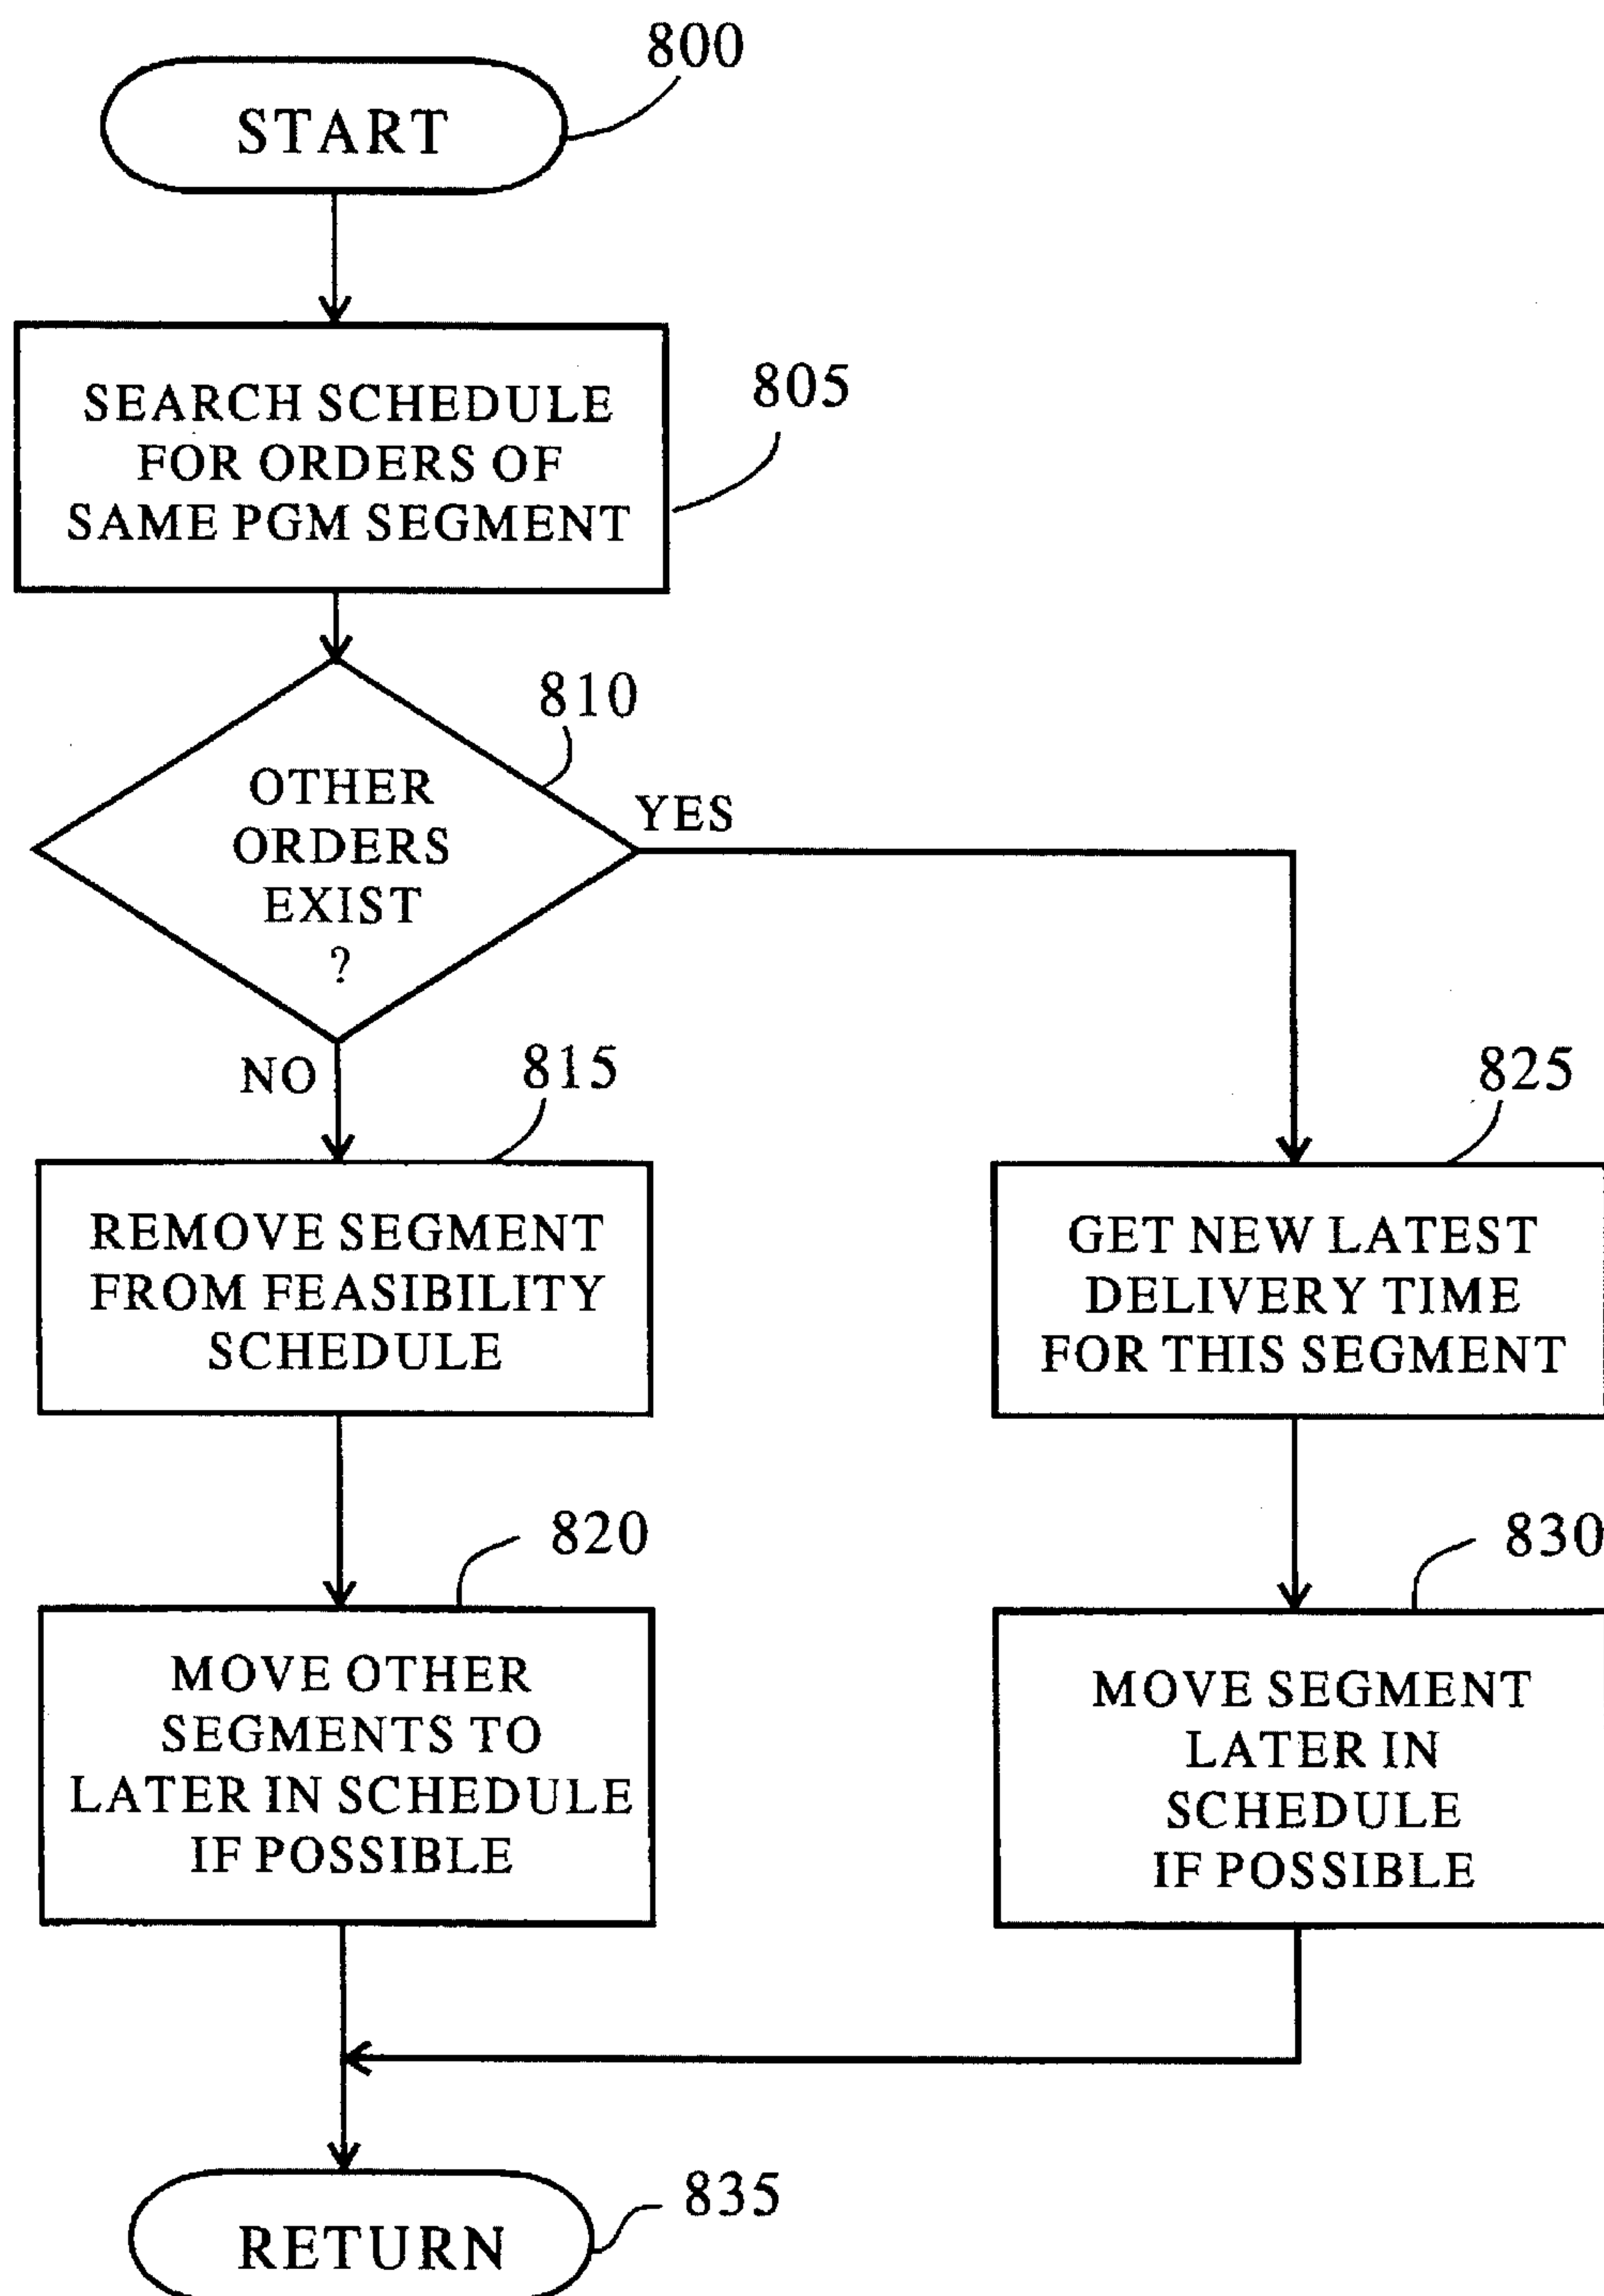 800
START
805
SEARCH SCHEDULE
FOR ORDERS OF
SAME PGM SEGMENT
810
OTHER
ORDERS
EXIST
?
YES
NO
815
REMOVE SEGMENT
FROM FEASIBILITY
SCHEDULE
825
GET NEW LATEST
DELIVERY TIME
FOR THIS SEGMENT
820
MOVE OTHER
SEGMENTS TO
LATER IN SCHEDULE
IF POSSIBLE
830
MOVE SEGMENT
LATER IN
SCHEDULE
IF POSSIBLE
835
RETURN